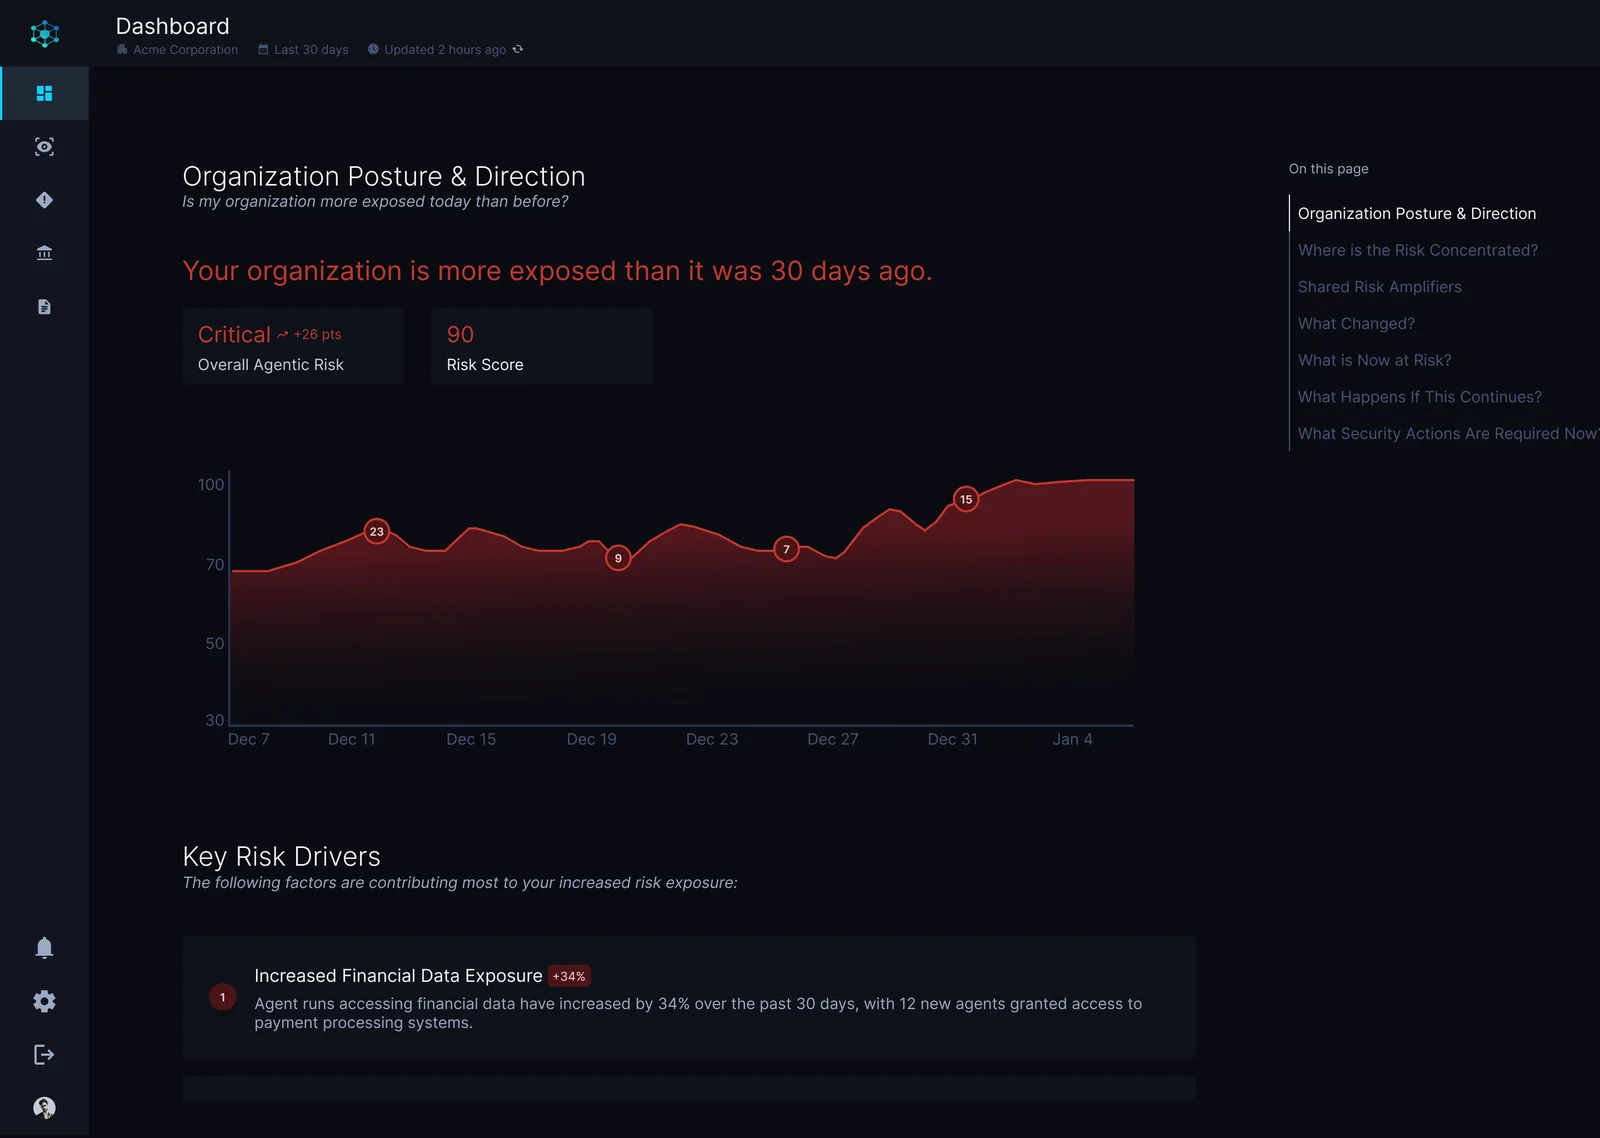 Dashboard
Acme Corporation Last 30 days Updated 2 hours ago
Organization Posture & Direction
Is my organization more exposed today than before?
Your organization is more exposed than it was 30 days ago.
Critical +26 pts
Overall Agentic Risk
90
Risk Score
100
70
50
30
23
9
7
15
Dec 7 Dec 11 Dec 15 Dec 19 Dec 23 Dec 27 Dec 31 Jan 4
Key Risk Drivers
The following factors are contributing most to your increased risk exposure:
1
Increased Financial Data Exposure +34%
Agent runs accessing financial data have increased by 34% over the past 30 days, with 12 new agents granted access to
payment processing systems.
On this page
Organization Posture & Direction
Where is the Risk Concentrated?
Shared Risk Amplifiers
What Changed?
What is Now at Risk?
What Happens If This Continues?
What Security Actions Are Required Now?